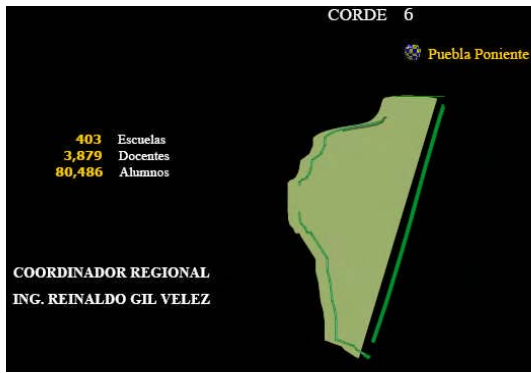 CORDE 6
Puebla Poniente
403 Escuelas
3,879 Docentes
80,486 Alumnos
COORDINADOR REGIONAL
ING. REINALDO GIL VELEZ